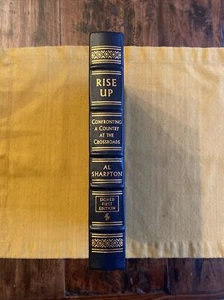 RISE
UP
CONFRONTING
A COUNTRY
AT THE
CROSSROADS
AL
SHARPTON
SIGNED
FIRST
EDITION